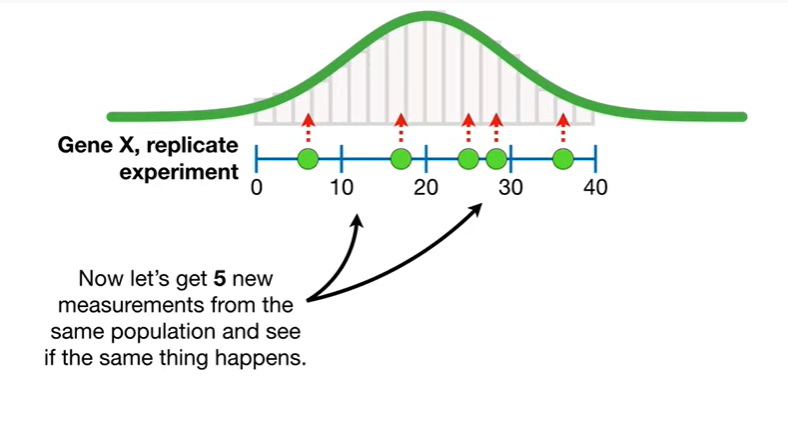 Gene X, replicate
experiment
0 10 20 30 40
Now let's get 5 new
measurements from the
same population and see
if the same thing happens.